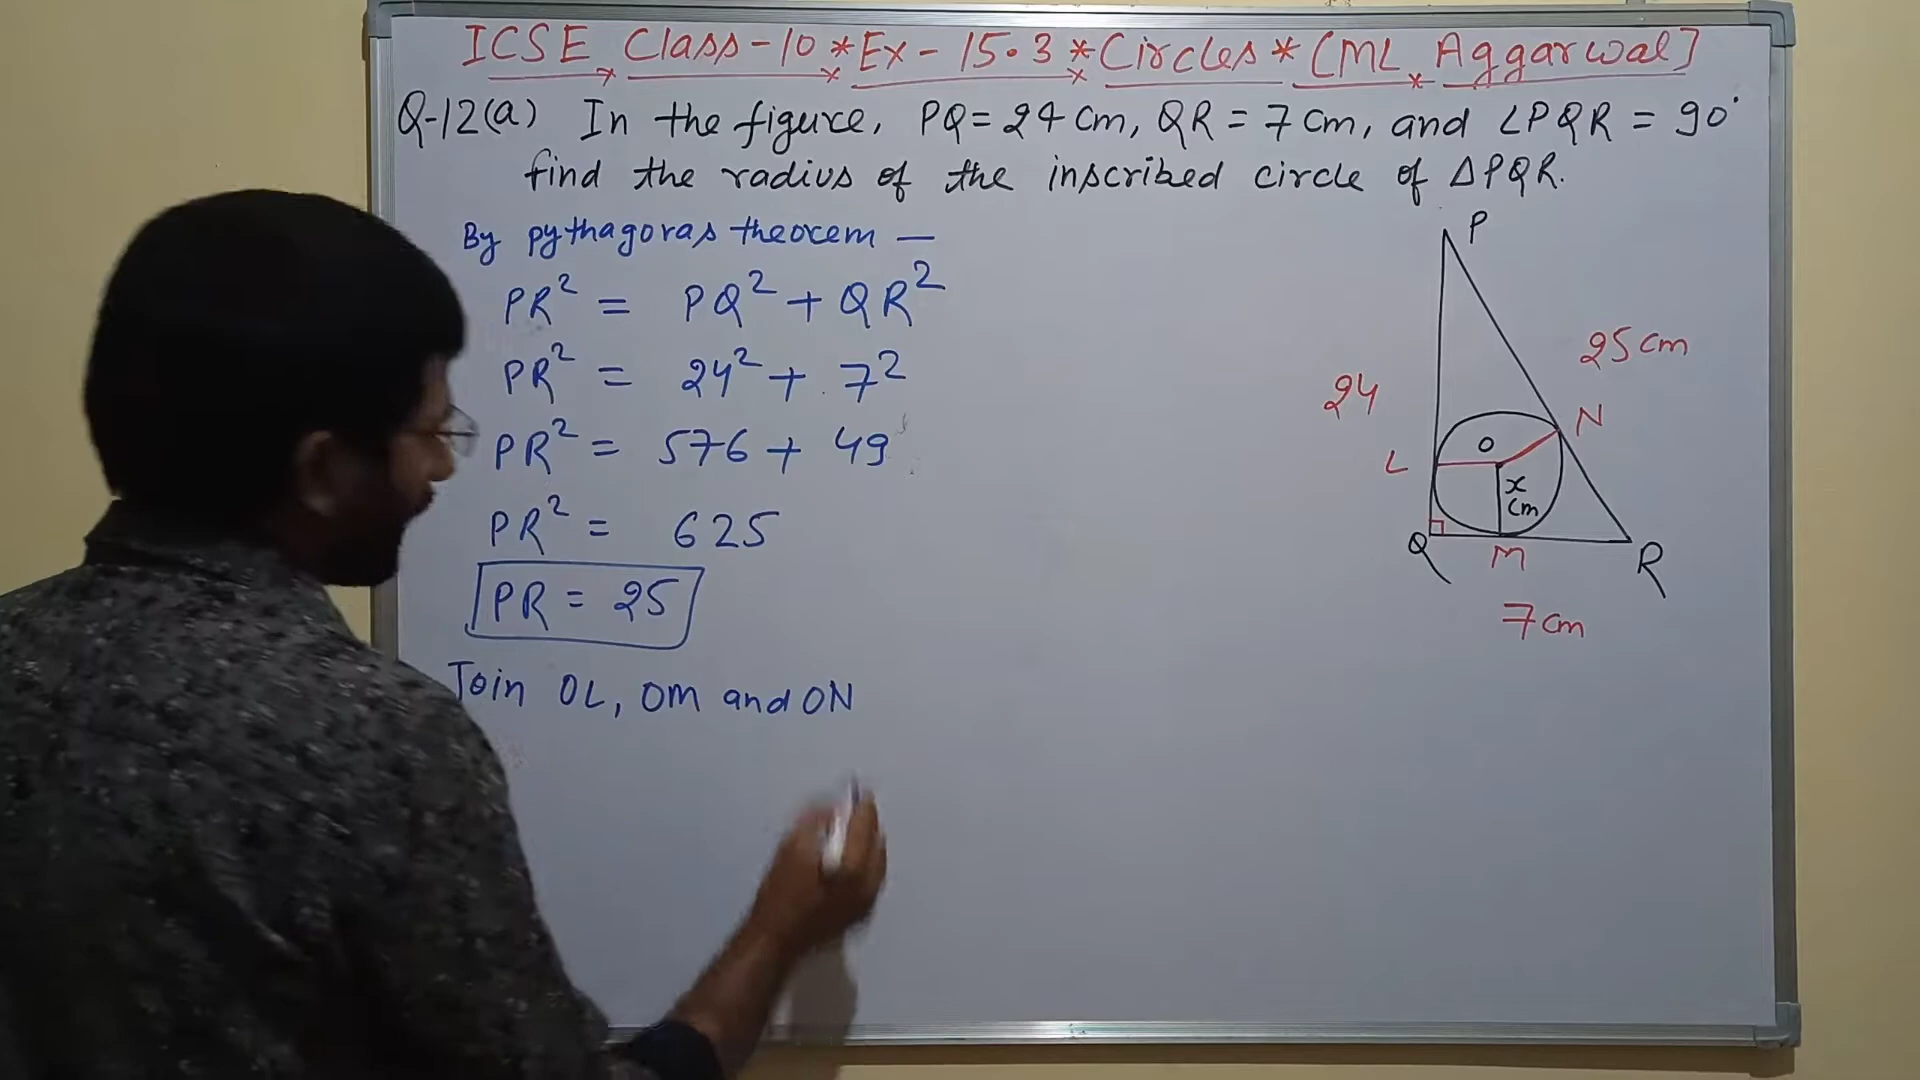 ICSE Class-10 * Ex-15.3 * Circles * [ML Aggarwal]
Q-12(a) In the figure, PQ = 24 cm, QR = 7 cm, and ∠PQR = 90°
find the radius of the inscribed circle of ΔPQR.
By pythagoras theorem —
PR² = PQ² + QR²
PR² = 24² + 7²
PR² = 576 + 49
PR² = 625
PR = 25
Join OL, OM and ON
P
25 cm
24
N
O
L
x
cm
Q
M
R
7 cm